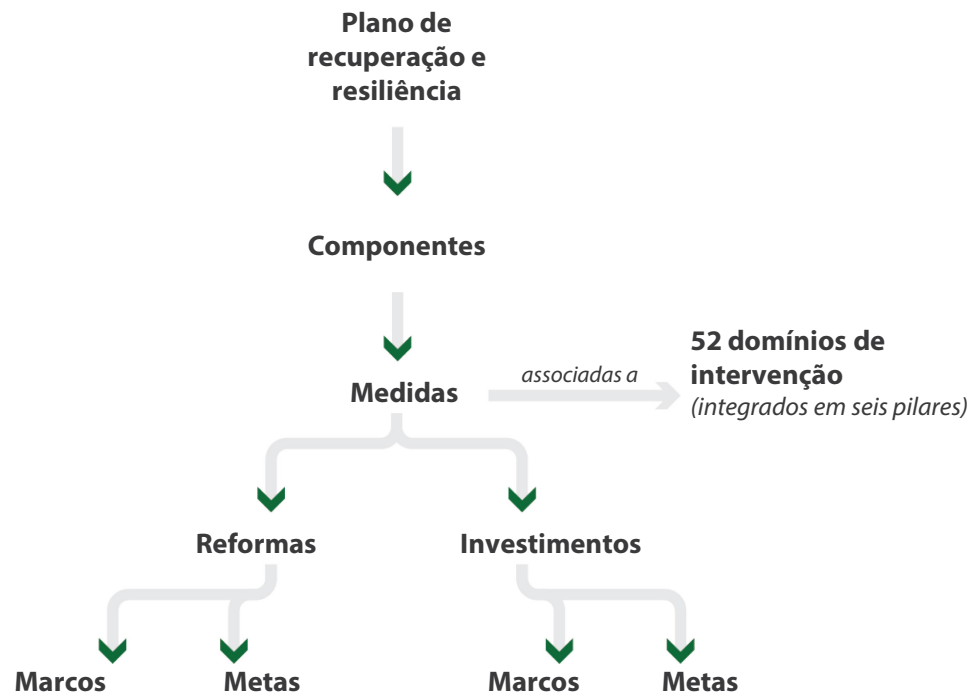 Plano de
recuperação e
resiliência
Componentes
Medidas
associadas a
52 domínios de
intervenção
(integrados em seis pilares)
Reformas
Investimentos
Marcos
Metas
Marcos
Metas